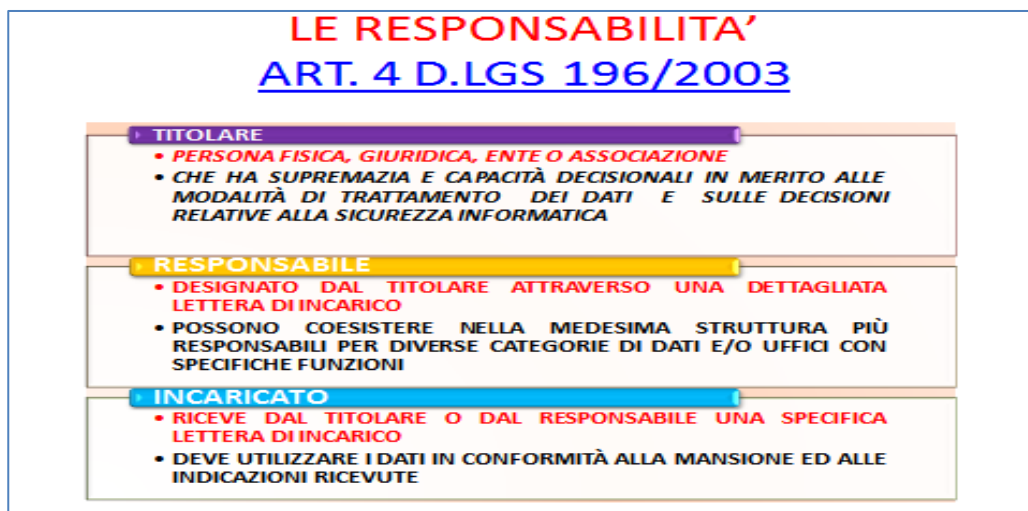 LE RESPONSABILITA'
ART. 4 D.LGS 196/2003
TITOLARE
• PERSONA FISICA, GIURIDICA, ENTE O ASSOCIAZIONE
• CHE HA SUPREMAZIA E CAPACITÀ DECISIONALI IN MERITO ALLE
MODALITÀ DI TRATTAMENTO DEI DATI E SULLE DECISIONI
RELATIVE ALLA SICUREZZA INFORMATICA
RESPONSABILE
• DESIGNATO DAL TITOLARE ATTRAVERSO UNA DETTAGLIATA
LETTERA DI INCARICO
• POSSONO COESISTERE NELLA MEDESIMA STRUTTURA PIÙ
RESPONSABILI PER DIVERSE CATEGORIE DI DATI E/O UFFICI CON
SPECIFICHE FUNZIONI
INCARICATO
• RICEVE DAL TITOLARE O DAL RESPONSABILE UNA SPECIFICA
LETTERA DI INCARICO
• DEVE UTILIZZARE I DATI IN CONFORMITÀ ALLA MANSIONE ED ALLE
INDICAZIONI RICEVUTE